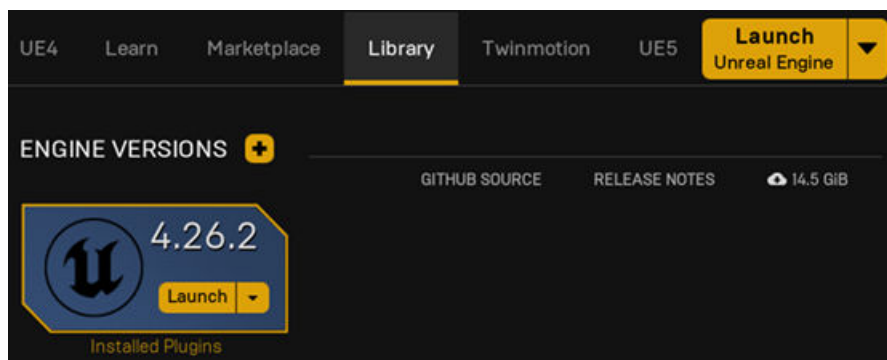 UE4 Learn Marketplace Library Twinmotion UE5 Launch
Unreal Engine
ENGINE VERSIONS
GITHUB SOURCE RELEASE NOTES 14.5 GiB
4.26.2
Launch
Installed Plugins